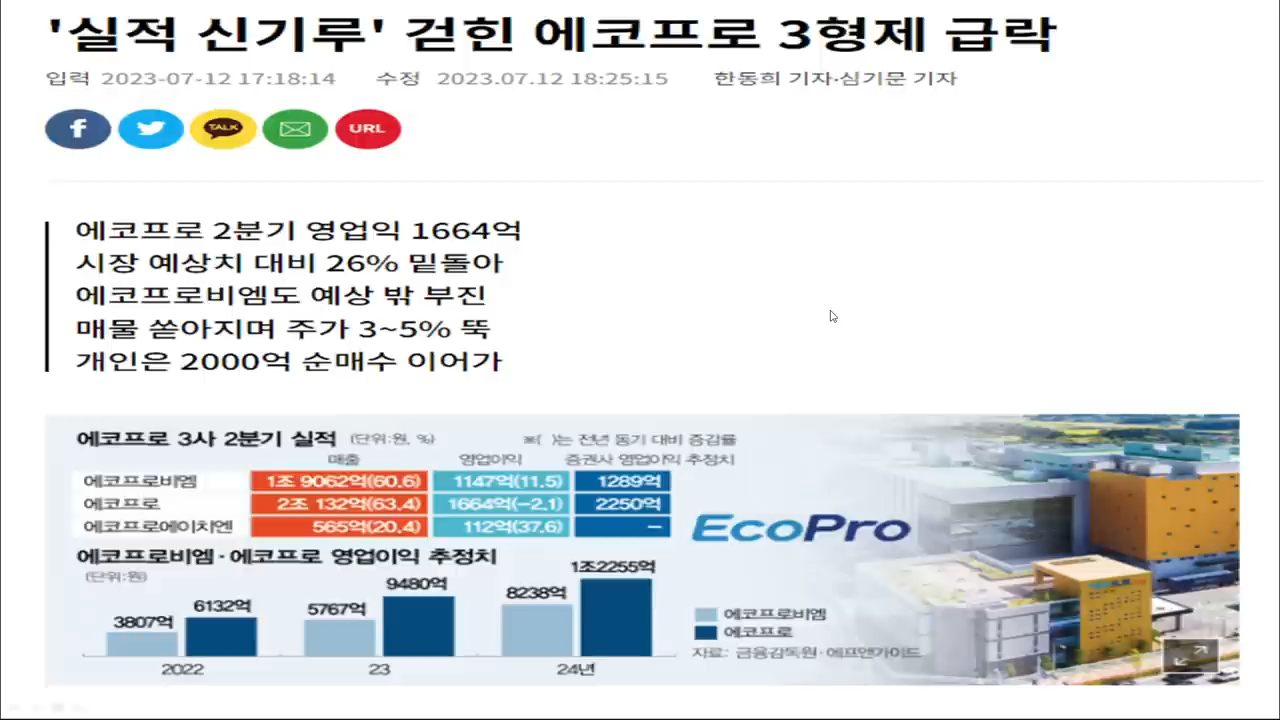 '실적 신기루' 걷힌 에코프로 3형제 급락
입력 2023-07-12 17:18:14 수정 2023.07.12 18:25:15 한동희 기자·심기문 기자
f TALK URL
에코프로 2분기 영업익 1664억
시장 예상치 대비 26% 밑돌아
에코프로비엠도 예상 밖 부진
매물 쏟아지며 주가 3~5% 뚝
개인은 2000억 순매수 이어가
에코프로 3사 2분기 실적 (단위:원, %) ※( )는 전년 동기 대비 증감률
매출 영업이익 증권사 영업이익 추정치
에코프로비엠 1조 9062억(60.6) 1147억(11.5) 1289억
에코프로 2조 132억(63.4) 1664억(-2.1) 2250억
에코프로에이치엔 565억(20.4) 112억(37.6) -
EcoPro
에코프로비엠·에코프로 영업이익 추정치
(단위:원)
3807억 6132억 5767억 9480억 8238억 1조2255억
2022 23 24년
에코프로비엠
에코프로
자료: 금융감독원·에프앤가이드